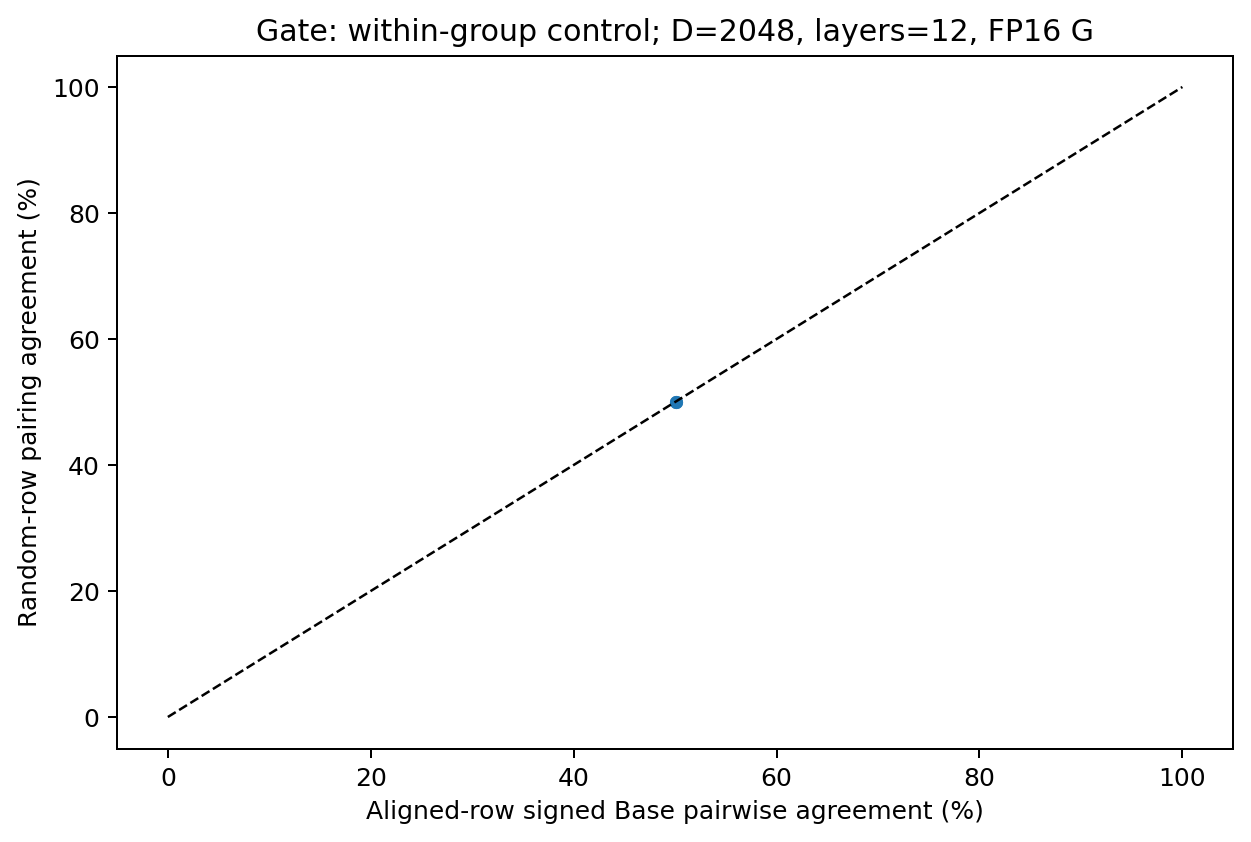 Gate: within-group control; D=2048, layers=12, FP16 G
Random-row pairing agreement (%)
100
80
60
40
20
0
0 20 40 60 80 100
Aligned-row signed Base pairwise agreement (%)